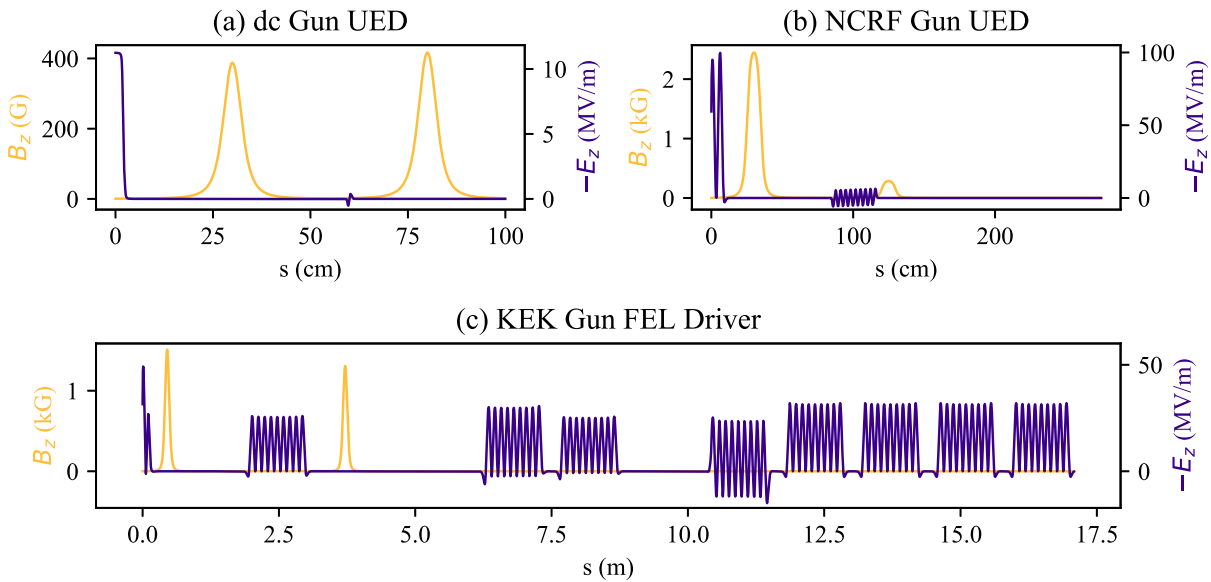 (a) dc Gun UED
(b) NCRF Gun UED
400
200
0
B_z (G)
10
5
0
−E_z (MV/m)
0
25
50
75
100
s (cm)
2
1
0
B_z (kG)
100
50
0
−E_z (MV/m)
0
100
200
s (cm)
(c) KEK Gun FEL Driver
1
0
B_z (kG)
50
0
−E_z (MV/m)
0.0
2.5
5.0
7.5
10.0
12.5
15.0
17.5
s (m)